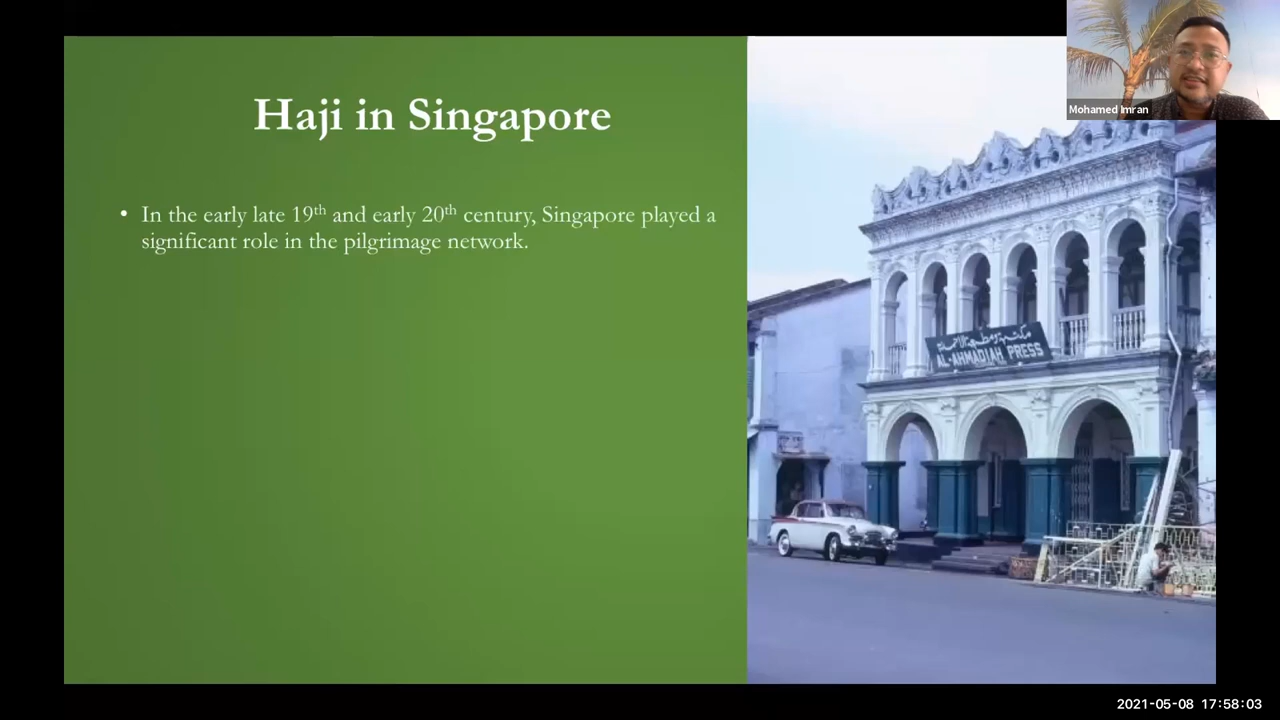 Haji in Singapore
• In the early late 19th and early 20th century, Singapore played a
significant role in the pilgrimage network.
AL-AHMADIAH PRESS
Mohamed Imran
2021-05-08 17:58:03